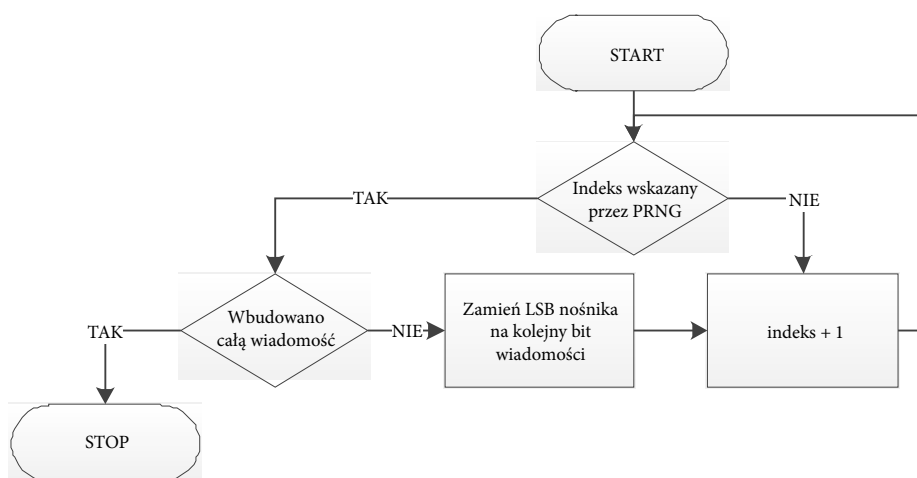 START
Indeks wskazany
przez PRNG
TAK
NIE
Wbudowano
całą wiadomość
TAK
NIE
Zamień LSB nośnika
na kolejny bit
wiadomości
indeks + 1
STOP